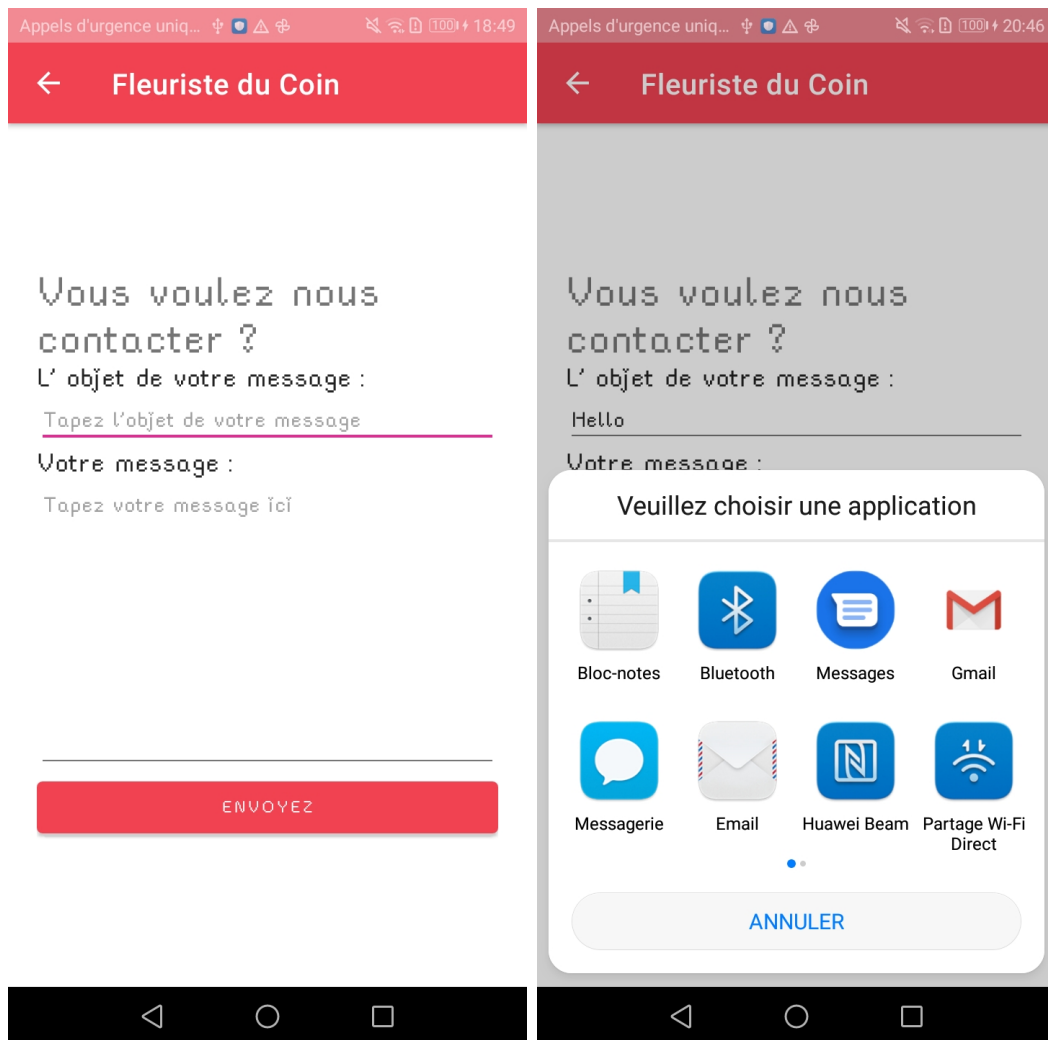 Appels d'urgence uniq... 100 18:49
Fleuriste du Coin
Vous voulez nous
contacter ?
L' objet de votre message :
Tapez l'objet de votre message
Votre message :
Tapez votre message ici
ENVOYEZ
Appels d'urgence uniq... 100 20:46
Fleuriste du Coin
Vous voulez nous
contacter ?
L' objet de votre message :
Hello
Votre message :
Veuillez choisir une application
Bloc-notes Bluetooth Messages Gmail
Messagerie Email Huawei Beam Partage Wi-Fi
Direct
ANNULER